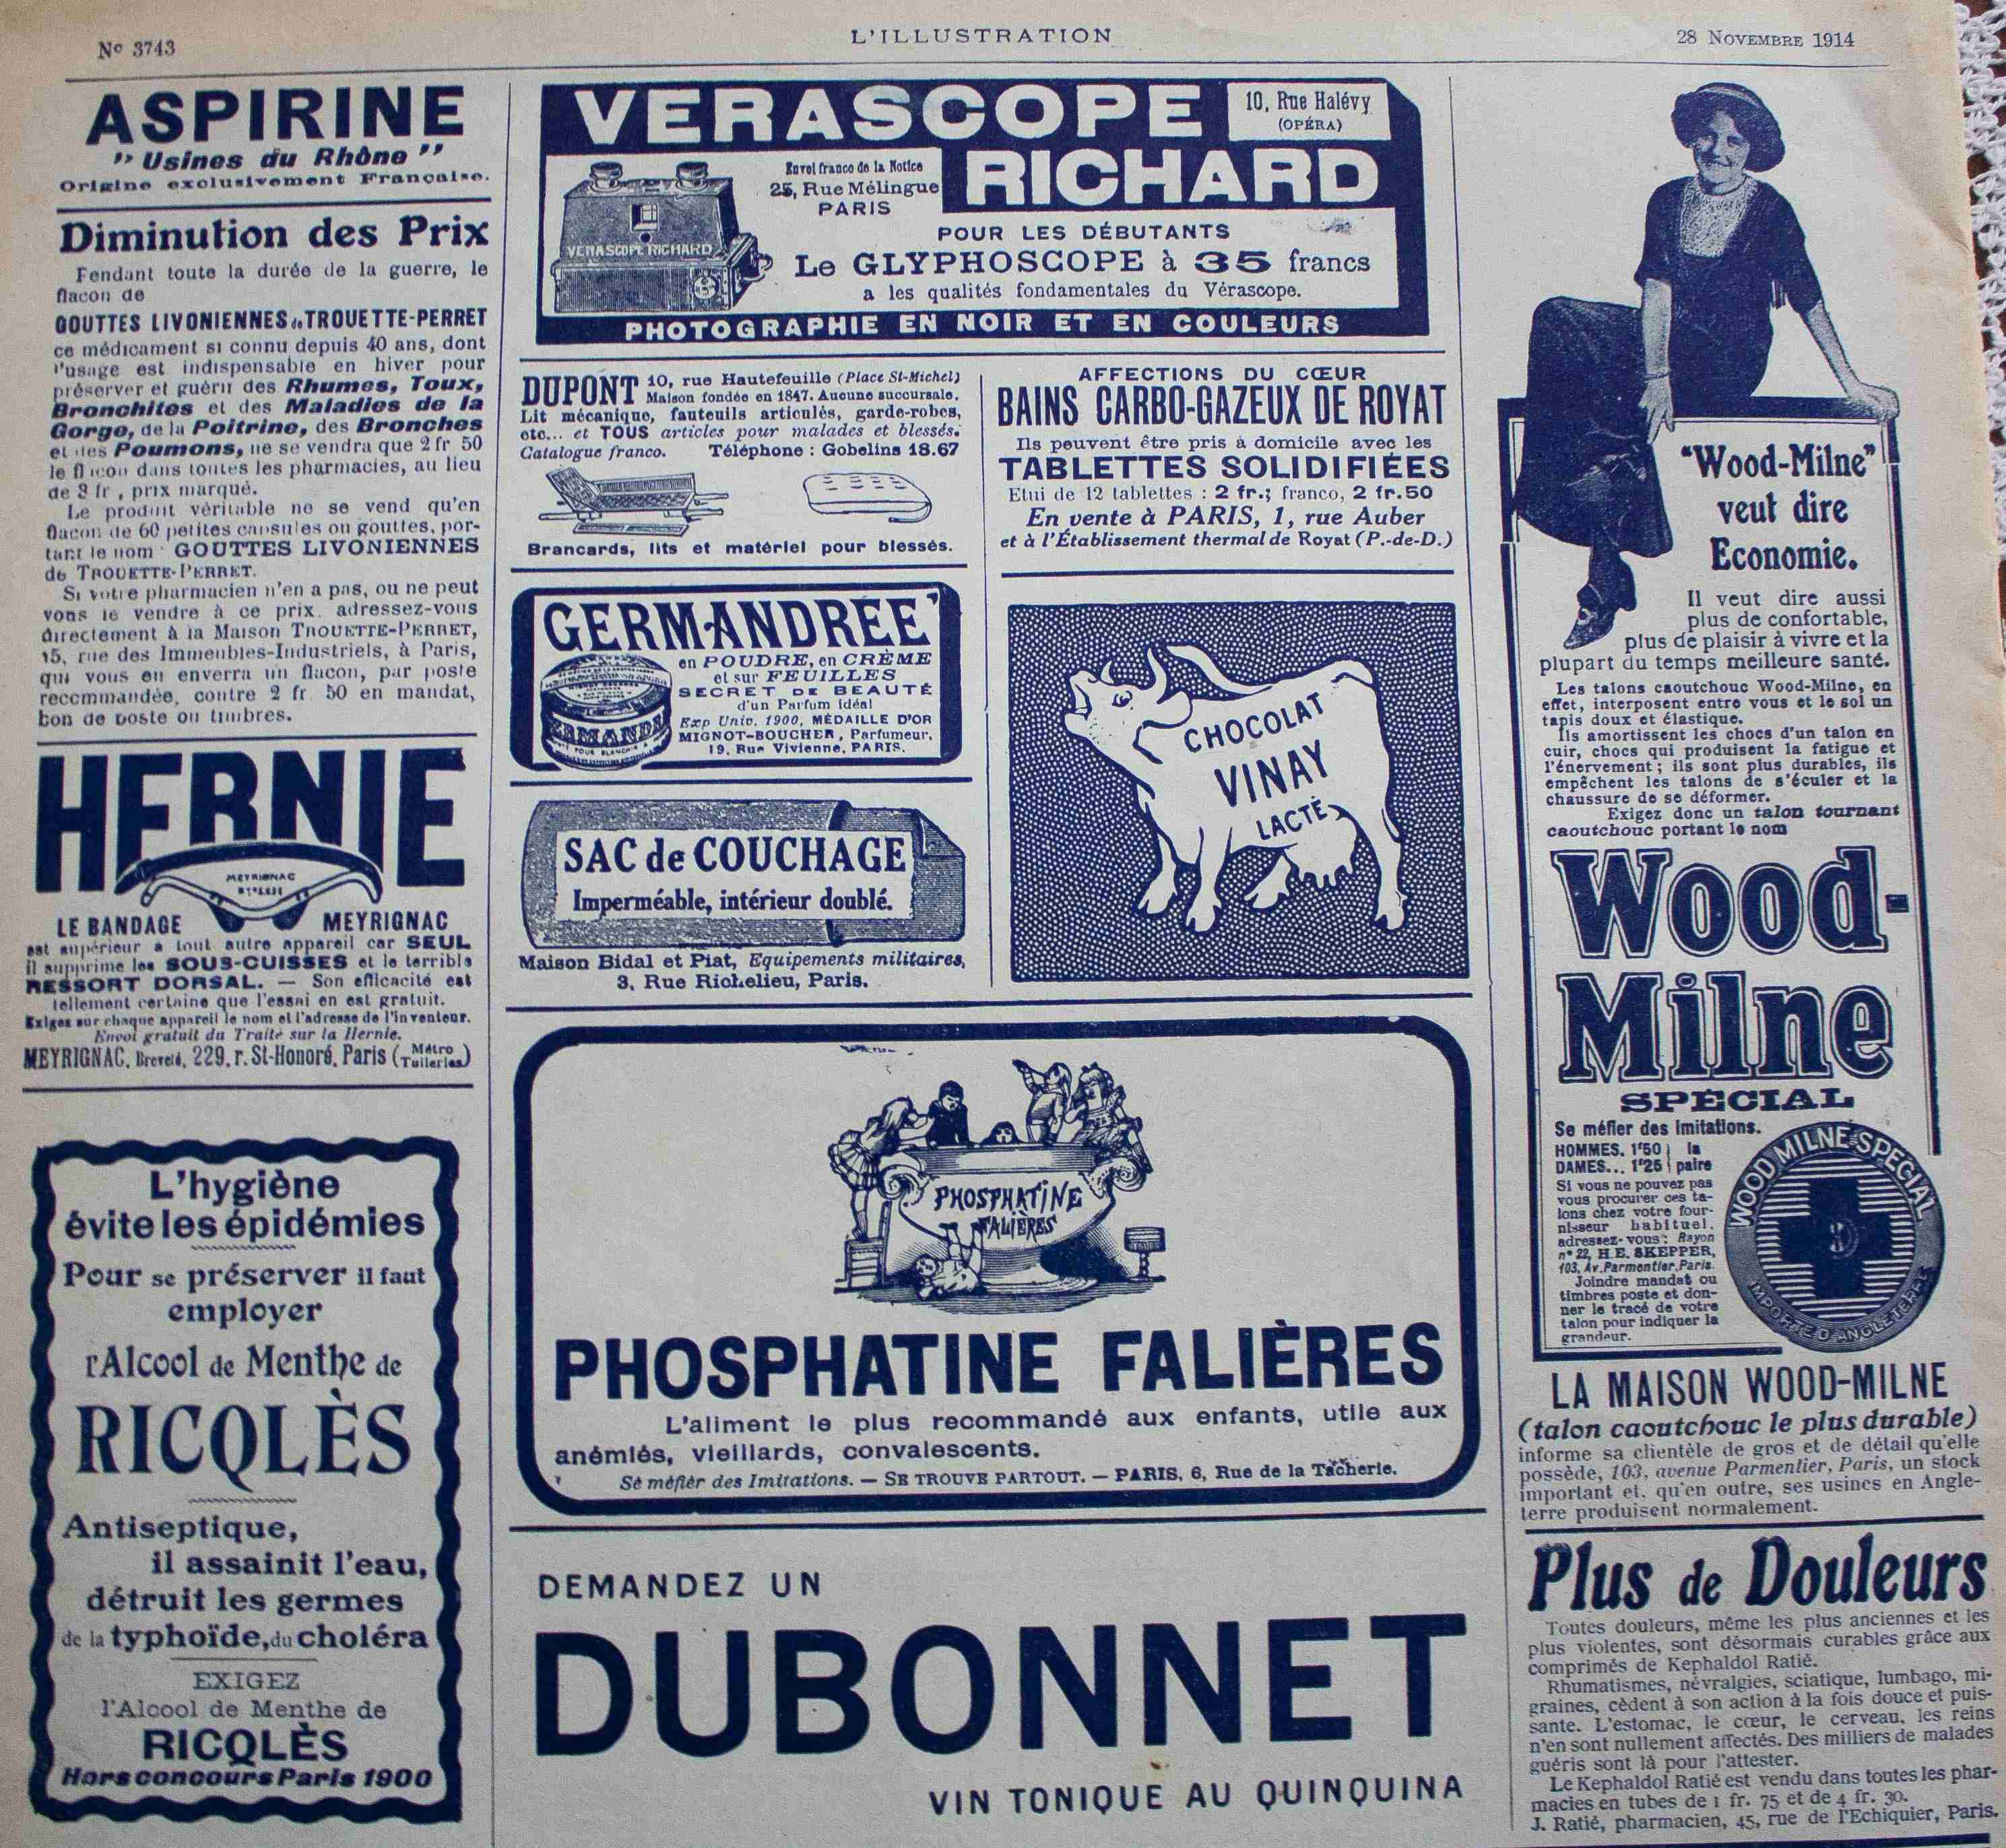 Nº 3743
L'ILLUSTRATION
28 NOVEMBRE 1914
ASPIRINE
" Usines du Rhône "
Origine exclusivement Française.
Diminution des Prix
Pendant toute la durée de la guerre, le
flacon de
GOUTTES LIVONIENNES de TROUETTE-PERRET
ce médicament si connu depuis 40 ans, dont
l'usage est indispensable en hiver pour
préserver et guérir des Rhumes, Toux,
Bronchites et des Maladies de la
Gorge, de la Poitrine, des Bronches
et des Poumons, ne se vendra que 2 fr 50
le flacon dans toutes les pharmacies, au lieu
de 3 fr, prix marqué.
Le produit véritable ne se vend qu'en
flacon de 60 petites capsules ou gouttes, por-
tant le nom : GOUTTES LIVONIENNES
de TROUETTE-PERRET.
Si votre pharmacien n'en a pas, ou ne peut
vous le vendre à ce prix, adressez-vous
directement à la Maison TROUETTE-PERRET,
15, rue des Immeubles-Industriels, à Paris,
qui vous en enverra un flacon, par poste
recommandée, contre 2 fr. 50 en mandat,
bon de poste ou timbres.
HERNIE
MEYRIGNAC
LE BANDAGE MEYRIGNAC
est supérieur à tout autre appareil car SEUL
il supprime les SOUS-CUISSES et le terrible
RESSORT DORSAL. — Son efficacité est
tellement certaine que l'essai en est gratuit.
Exiges sur chaque appareil le nom et l'adresse de l'inventeur.
Envoi gratuit du Traité sur la Hernie.
MEYRIGNAC, Breveté, 229, r. St-Honoré, Paris (Métro Tuileries)
L'hygiène
évite les épidémies
Pour se préserver il faut
employer
l'Alcool de Menthe de
RICQLÈS
Antiseptique,
il assainit l'eau,
détruit les germes
de la typhoïde, du choléra
EXIGEZ
l'Alcool de Menthe de
RICQLÈS
Hors concours Paris 1900
VERASCOPE
10, Rue Halévy
(OPÉRA)
RICHARD
Envoi franco de la Notice
25, Rue Mélingue
PARIS
VERASCOPE RICHARD
POUR LES DÉBUTANTS
Le GLYPHOSCOPE à 35 francs
a les qualités fondamentales du Vérascope.
PHOTOGRAPHIE EN NOIR ET EN COULEURS
DUPONT 10, rue Hautefeuille (Place St-Michel)
Maison fondée en 1847. Aucune succursale.
Lit mécanique, fauteuils articulés, garde-robes,
etc... et TOUS articles pour malades et blessés.
Catalogue franco. Téléphone : Gobelins 18.67
Brancards, lits et matériel pour blessés.
AFFECTIONS DU CŒUR
BAINS CARBO-GAZEUX DE ROYAT
Ils peuvent être pris à domicile avec les
TABLETTES SOLIDIFIÉES
Etui de 12 tablettes : 2 fr.; franco, 2 fr. 50
En vente à PARIS, 1, rue Auber
et à l'Établissement thermal de Royat (P.-de-D.)
GERMANDRÉE
en POUDRE, en CRÈME
et sur FEUILLES
SECRET DE BEAUTÉ
d'un Parfum idéal
Exp Univ. 1900, MÉDAILLE D'OR
MIGNOT-BOUCHER, Parfumeur,
19, Rue Vivienne, PARIS.
SAC de COUCHAGE
Imperméable, intérieur doublé.
Maison Bidal et Piat, Equipements militaires,
3, Rue Richelieu, Paris.
CHOCOLAT
VINAY
LACTÉ
PHOSPHATINE
FALIÈRES
PHOSPHATINE FALIÈRES
L'aliment le plus recommandé aux enfants, utile aux
anémiés, vieillards, convalescents.
Se méfier des Imitations. — SE TROUVE PARTOUT. — PARIS, 6, Rue de la Tacherie.
DEMANDEZ UN
DUBONNET
VIN TONIQUE AU QUINQUINA
"Wood-Milne"
veut dire
Economie.
Il veut dire aussi
plus de confortable,
plus de plaisir à vivre et la
plupart du temps meilleure santé.
Les talons caoutchouc Wood-Milne, en
effet, interposent entre vous et le sol un
tapis doux et élastique.
Ils amortissent les chocs d'un talon en
cuir, chocs qui produisent la fatigue et
l'énervement ; ils sont plus durables, ils
empêchent les talons de s'éculer et la
chaussure de se déformer.
Exigez donc un talon tournant
caoutchouc portant le nom
Wood-
Milne
SPÉCIAL
Se méfier des imitations.
HOMMES. 1f50 } la
DAMES... 1f25 } paire
Si vous ne pouvez pas
vous procurer ces ta-
lons chez votre four-
nisseur habituel,
adressez-vous : Rayon
nº 22, H.E. SKEPPER,
103, Av. Parmentier, Paris.
Joindre mandat ou
timbres poste et don-
ner le tracé de votre
talon pour indiquer la
grandeur.
WOOD MILNE SPECIAL
IMPORTÉ D'ANGLETERRE
LA MAISON WOOD-MILNE
(talon caoutchouc le plus durable)
informe sa clientèle de gros et de détail qu'elle
possède, 103, avenue Parmentier, Paris, un stock
important et, qu'en outre, ses usines en Angle-
terre produisent normalement.
Plus de Douleurs
Toutes douleurs, même les plus anciennes et les
plus violentes, sont désormais curables grâce aux
comprimés de Kephaldol Ratié.
Rhumatismes, névralgies, sciatique, lumbago, mi-
graines, cèdent à son action à la fois douce et puis-
sante. L'estomac, le cœur, le cerveau, les reins
n'en sont nullement affectés. Des milliers de malades
guéris sont là pour l'attester.
Le Kephaldol Ratié est vendu dans toutes les phar-
macies en tubes de 1 fr. 75 et de 4 fr. 30.
J. Ratié, pharmacien, 45, rue de l'Echiquier, Paris.